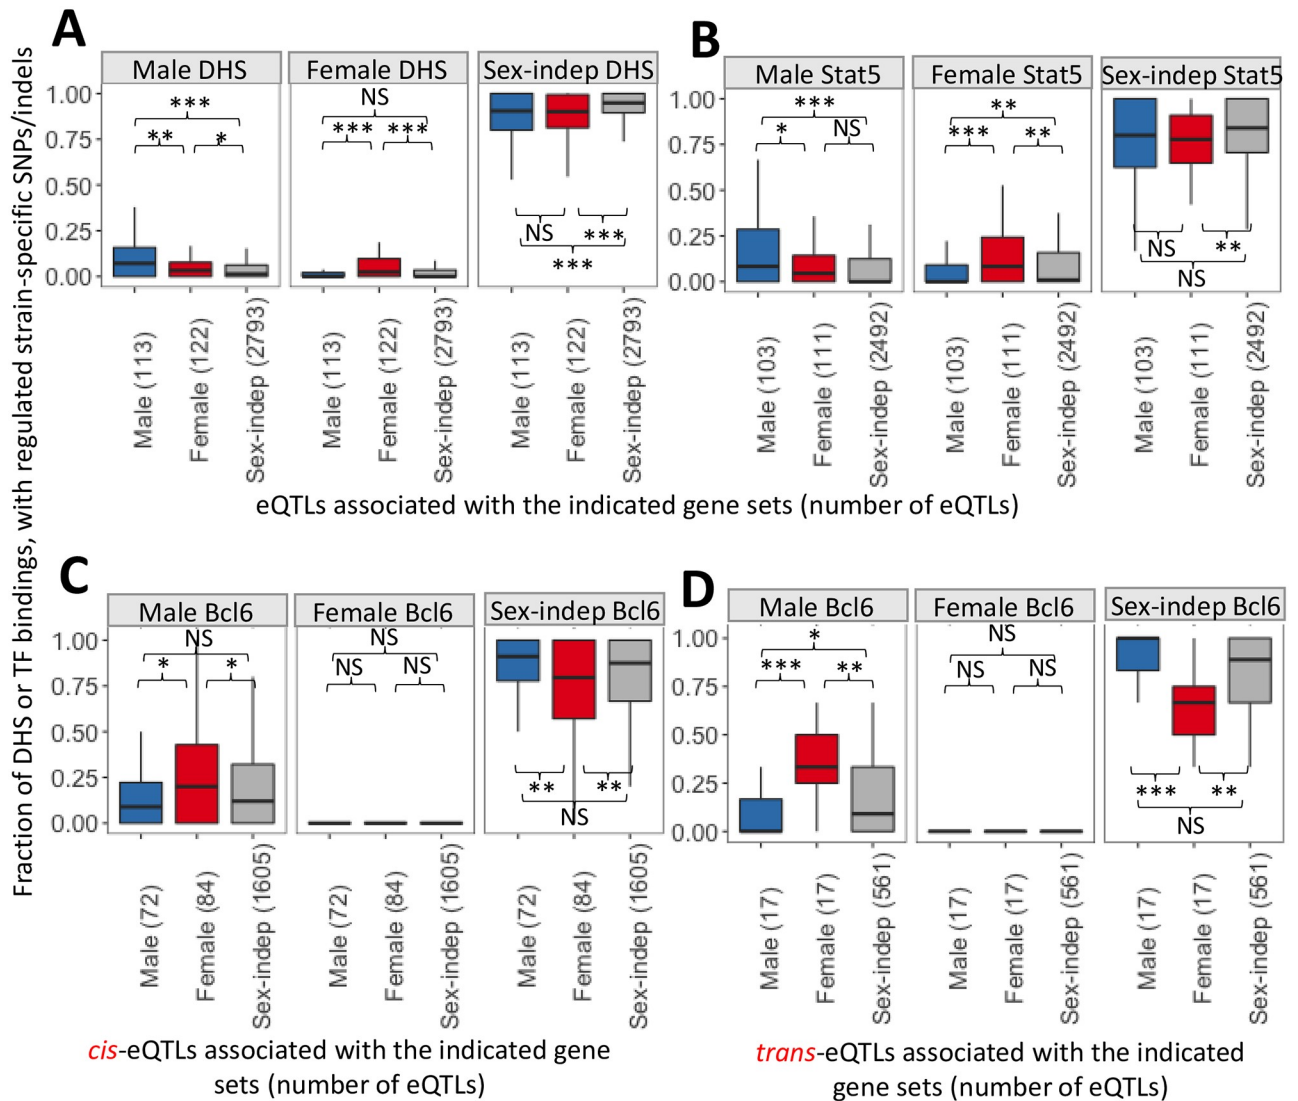 A
Male DHS
Female DHS
Sex-indep DHS
1.00
0.75
0.50
0.25
0.00
***
**
*
NS
***
***
NS
***
***
Male (113)
Female (122)
Sex-indep (2793)
Male (113)
Female (122)
Sex-indep (2793)
Male (113)
Female (122)
Sex-indep (2793)
B
Male Stat5
Female Stat5
Sex-indep Stat5
1.00
0.75
0.50
0.25
0.00
***
*
NS
**
***
**
NS
**
NS
Male (103)
Female (111)
Sex-indep (2492)
Male (103)
Female (111)
Sex-indep (2492)
Male (103)
Female (111)
Sex-indep (2492)
Fraction of DHS or TF bindings, with regulated strain-specific SNPs/indels
eQTLs associated with the indicated gene sets (number of eQTLs)
C
Male Bcl6
Female Bcl6
Sex-indep Bcl6
1.00
0.75
0.50
0.25
0.00
NS
*
*
NS
NS
NS
**
**
NS
Male (72)
Female (84)
Sex-indep (1605)
Male (72)
Female (84)
Sex-indep (1605)
Male (72)
Female (84)
Sex-indep (1605)
cis-eQTLs associated with the indicated gene
sets (number of eQTLs)
D
Male Bcl6
Female Bcl6
Sex-indep Bcl6
1.00
0.75
0.50
0.25
0.00
*
***
**
NS
NS
NS
***
**
NS
Male (17)
Female (17)
Sex-indep (561)
Male (17)
Female (17)
Sex-indep (561)
Male (17)
Female (17)
Sex-indep (561)
trans-eQTLs associated with the indicated
gene sets (number of eQTLs)